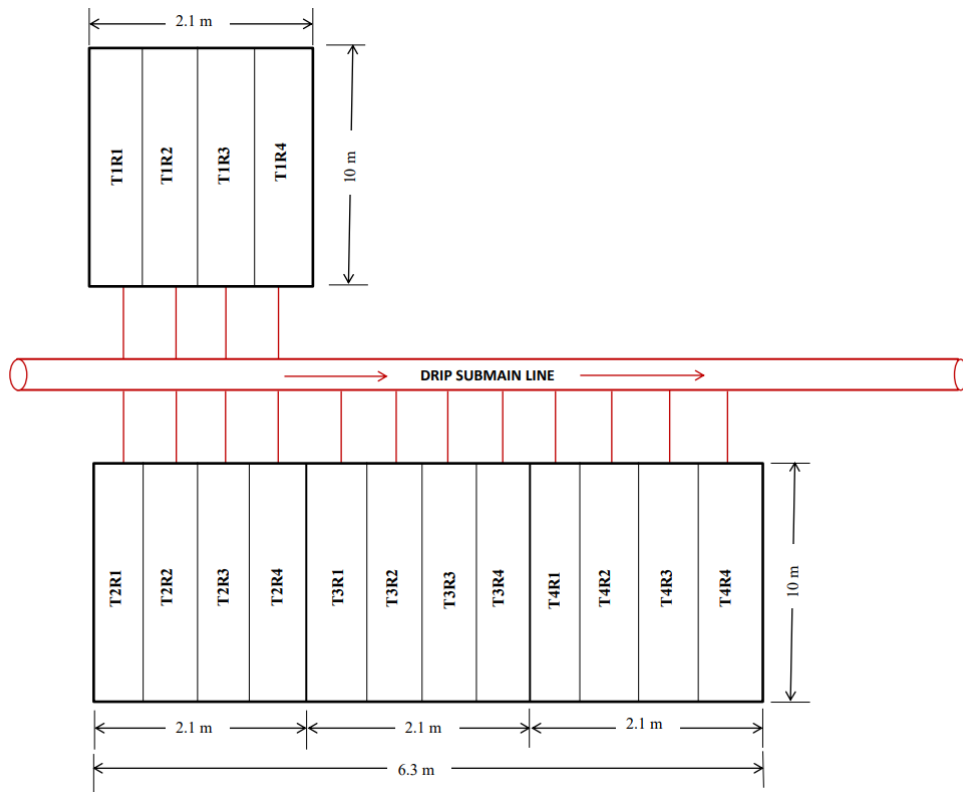 2.1 m
T1R1
T1R2
T1R3
T1R4
10 m
DRIP SUBMAIN LINE
T2R1
T2R2
T2R3
T2R4
T3R1
T3R2
T3R3
T3R4
T4R1
T4R2
T4R3
T4R4
10 m
2.1 m
2.1 m
2.1 m
6.3 m